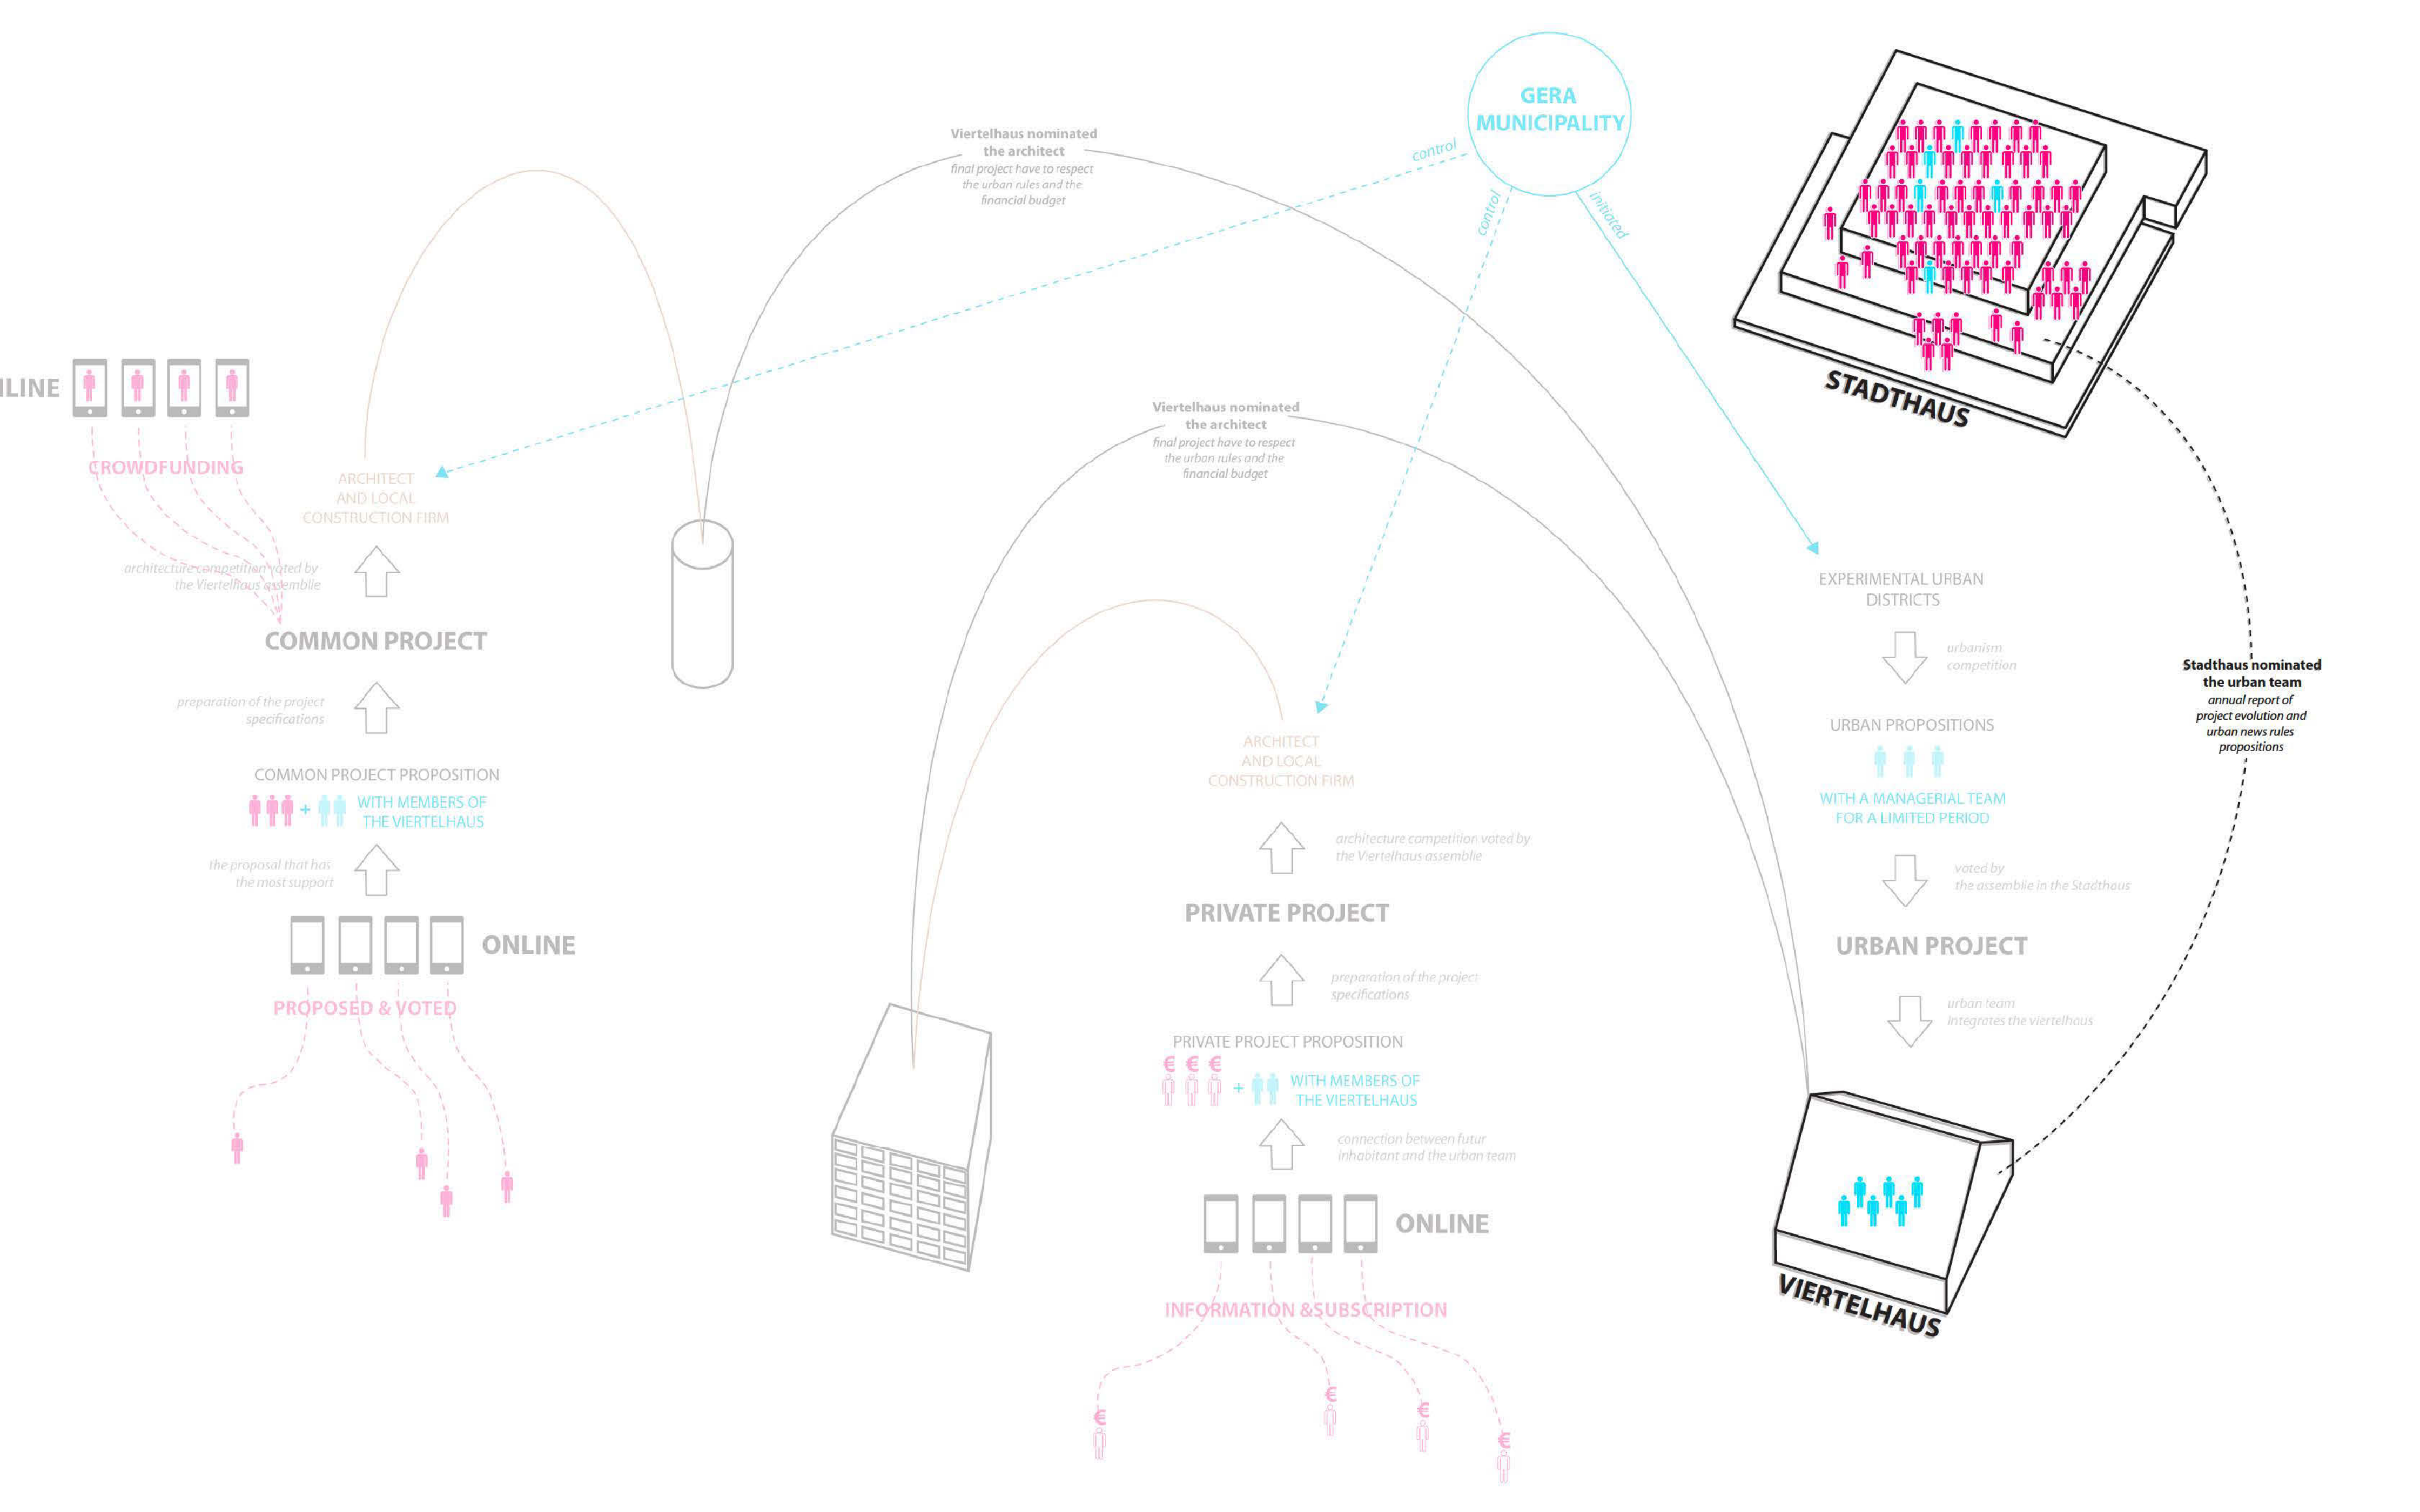 GERA
MUNICIPALITY
control
control
initiated
Viertelhaus nominated
the architect
final project have to respect
the urban rules and the
financial budget
STADTHAUS
LINE
CROWDFUNDING
ARCHITECT
AND LOCAL
CONSTRUCTION FIRM
architecture competition voted by
the Viertelhaus assemblie
COMMON PROJECT
preparation of the project
specifications
COMMON PROJECT PROPOSITION
+ WITH MEMBERS OF
THE VIERTELHAUS
the proposal that has
the most support
ONLINE
PROPOSED & VOTED
Viertelhaus nominated
the architect
final project have to respect
the urban rules and the
financial budget
ARCHITECT
AND LOCAL
CONSTRUCTION FIRM
architecture competition voted by
the Viertelhaus assemblie
PRIVATE PROJECT
preparation of the project
specifications
PRIVATE PROJECT PROPOSITION
€ € €
+ WITH MEMBERS OF
THE VIERTELHAUS
connection between futur
inhabitant and the urban team
ONLINE
INFORMATION &SUBSCRIPTION
€
€
€
€
EXPERIMENTAL URBAN
DISTRICTS
urbanism
competition
URBAN PROPOSITIONS
WITH A MANAGERIAL TEAM
FOR A LIMITED PERIOD
voted by
the assemblie in the Stadthaus
URBAN PROJECT
urban team
integrates the viertelhaus
VIERTELHAUS
Stadthaus nominated
the urban team
annual report of
project evolution and
urban news rules
propositions